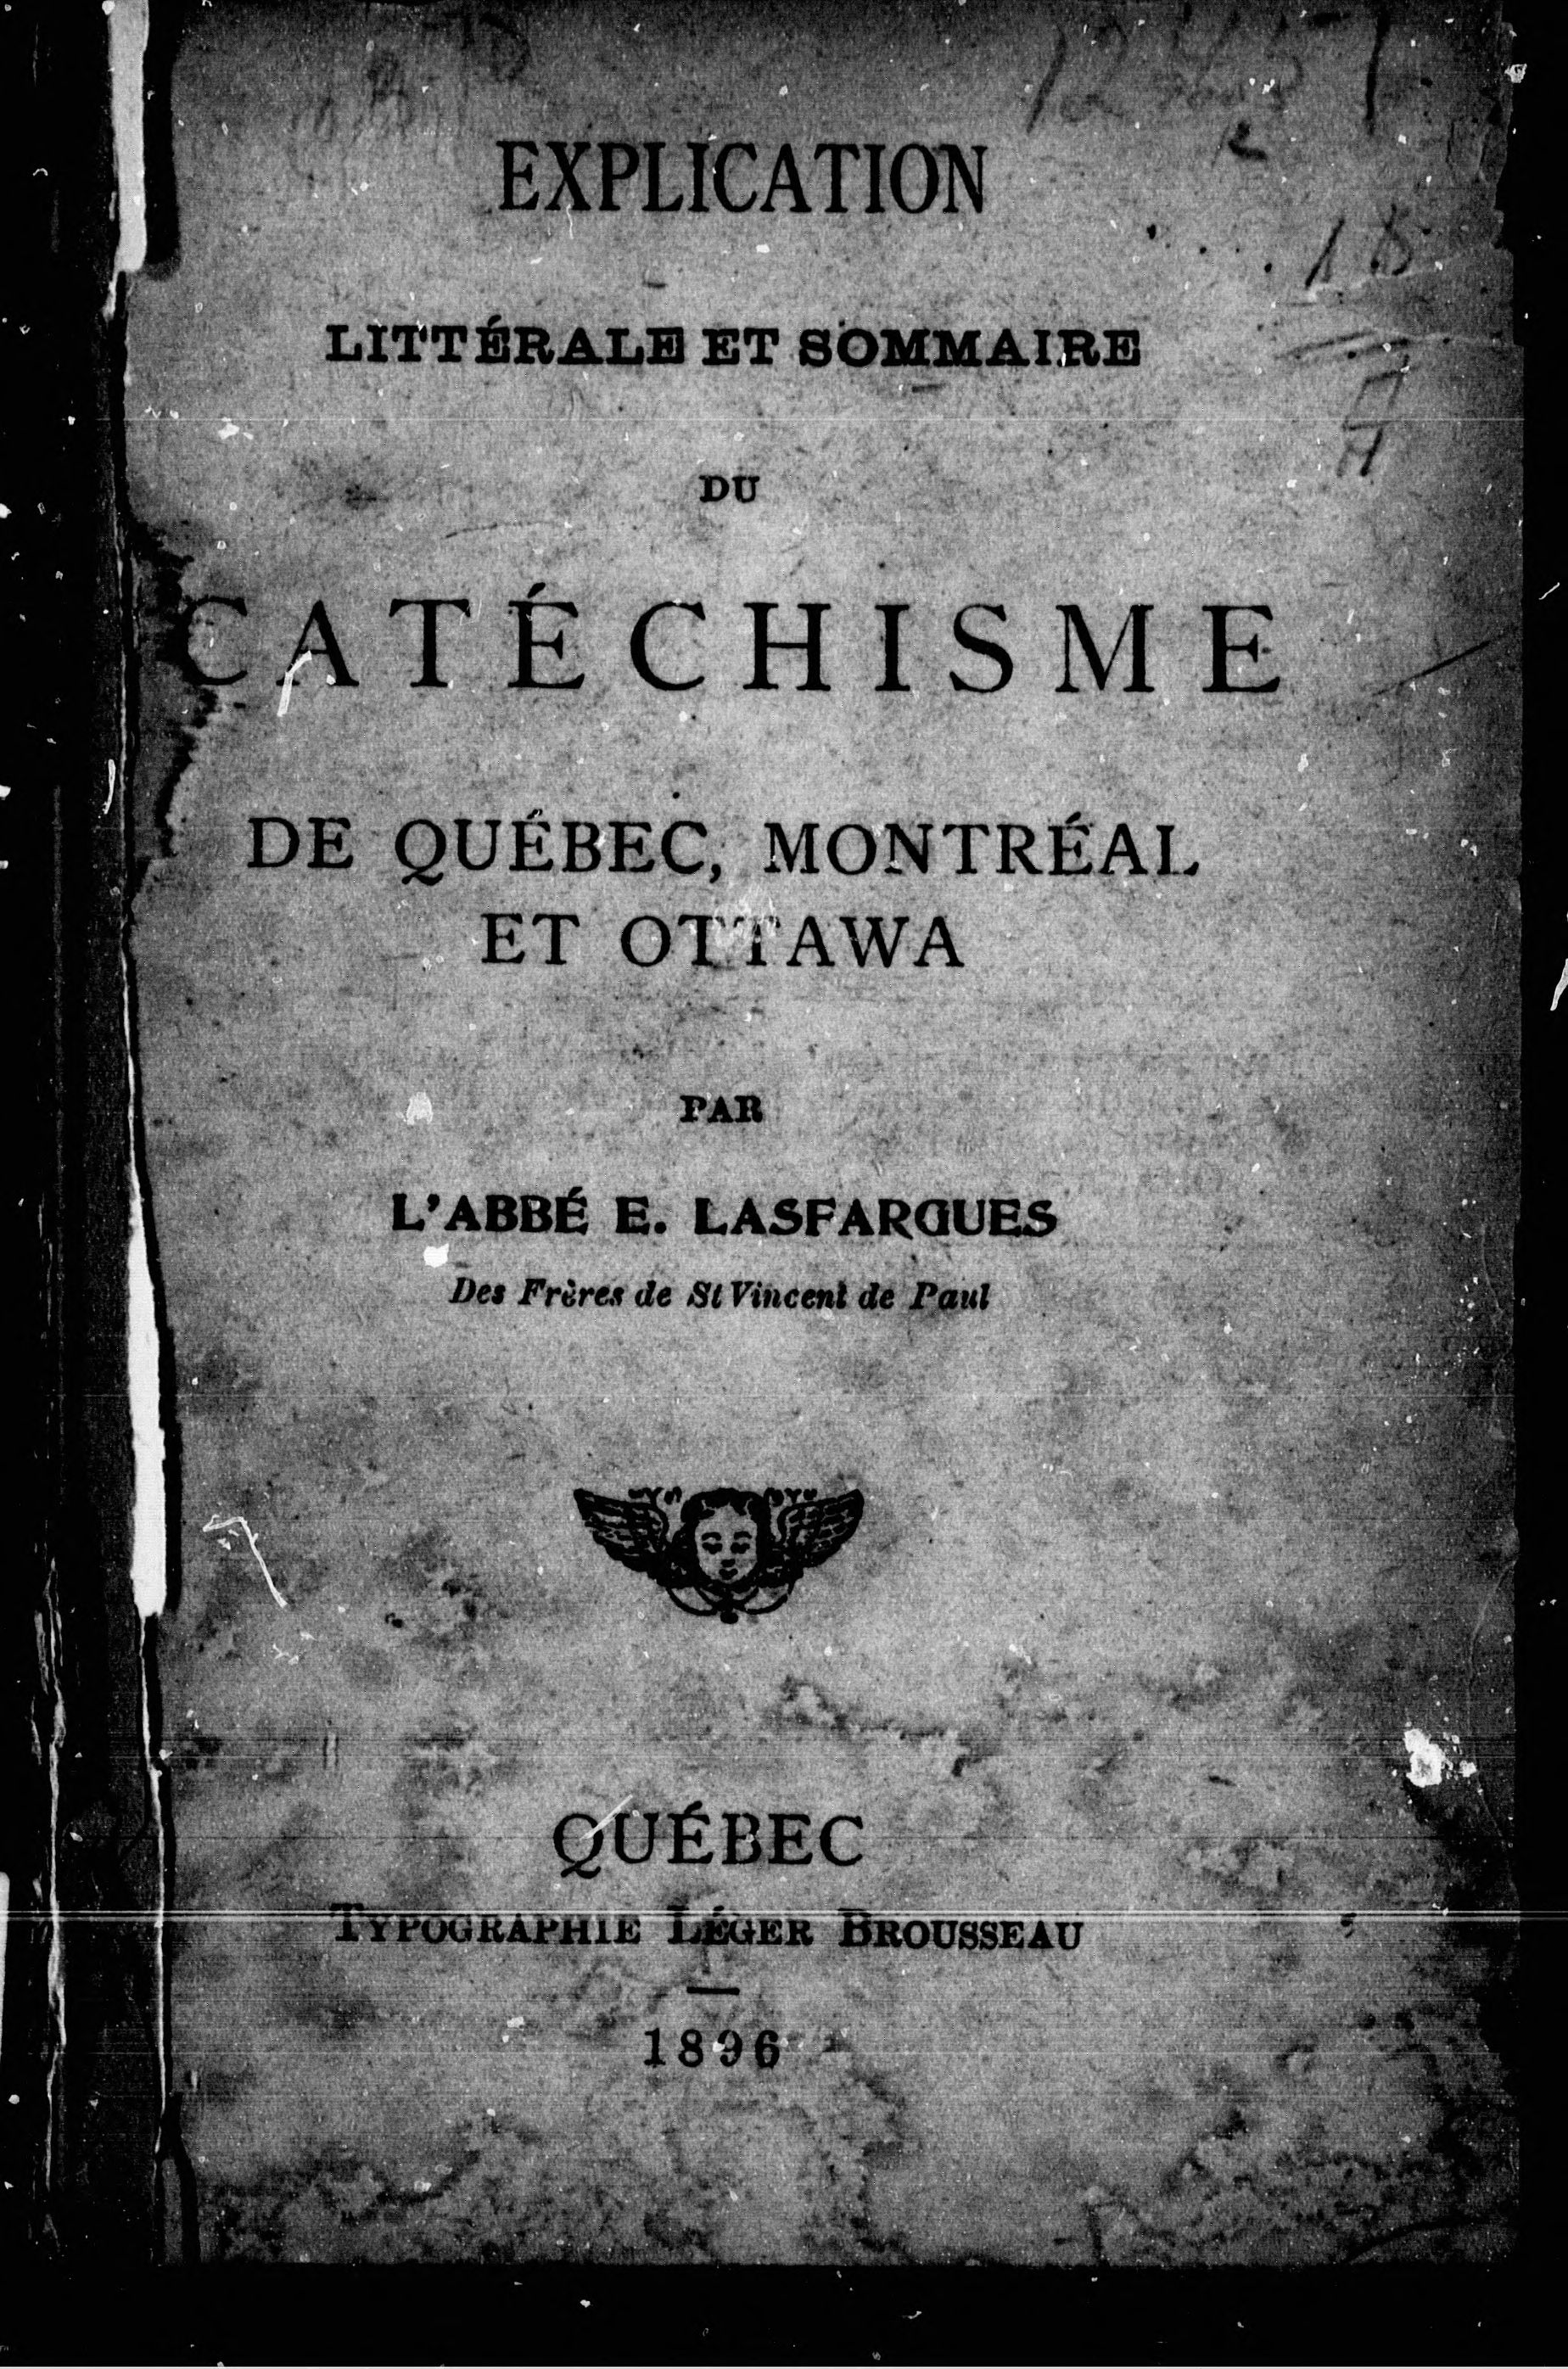 EXPLICATION
LITTÉRALE ET SOMMAIRE
DU
CATÉCHISME
DE QUÉBEC, MONTRÉAL
ET OTTAWA
PAR
L'ABBÉ E. LASFARGUES
Des Frères de St Vincent de Paul
QUÉBEC
TYPOGRAPHIE LÉGER BROUSSEAU
1896